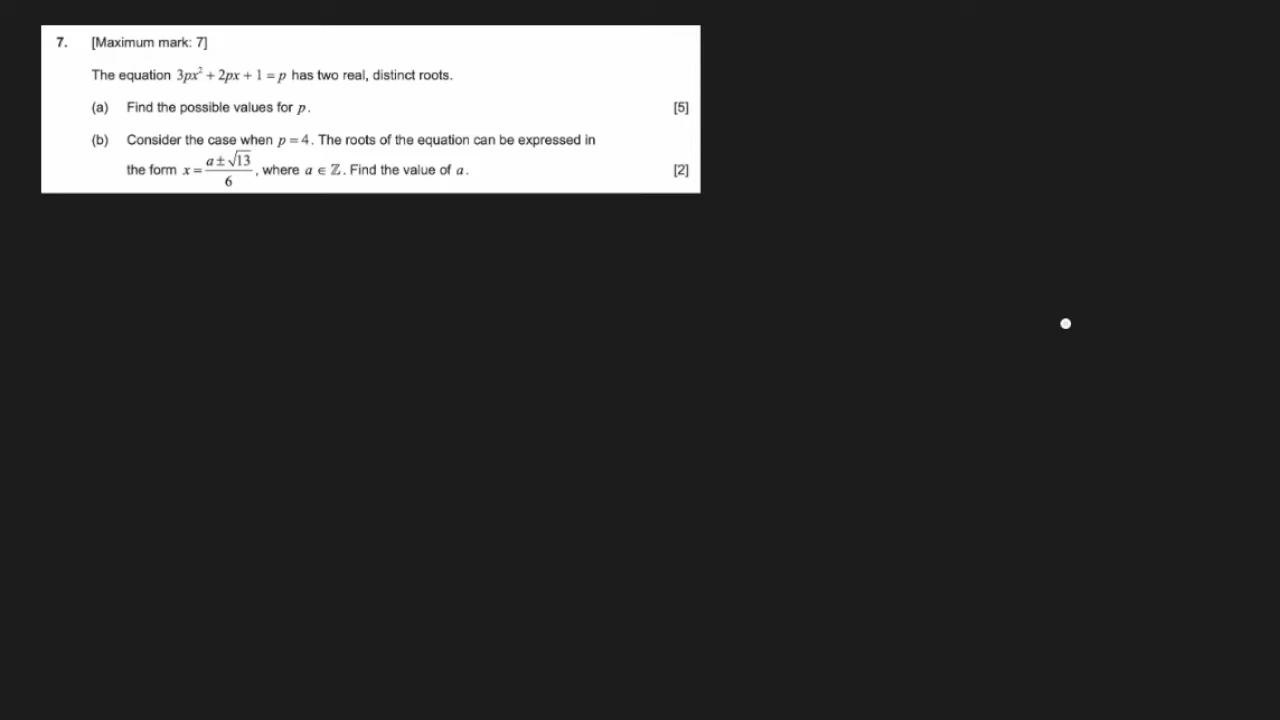 7. [Maximum mark: 7]
The equation 3px² + 2px + 1 = p has two real, distinct roots.
(a) Find the possible values for p. [5]
(b) Consider the case when p = 4. The roots of the equation can be expressed in
the form x = (a ± √13)/6, where a ∈ ℤ. Find the value of a. [2]